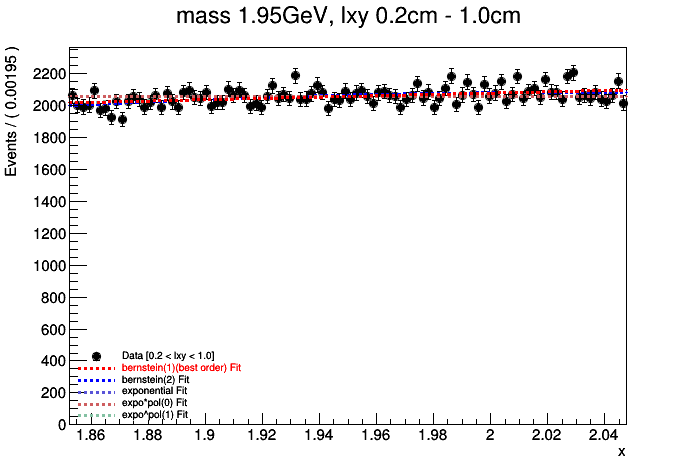 mass 1.95GeV, lxy 0.2cm - 1.0cm
Events / ( 0.00195 )
2200
2000
1800
1600
1400
1200
1000
800
600
400
200
0
Data [0.2 < lxy < 1.0]
bernstein(1)(best order) Fit
bernstein(2) Fit
exponential Fit
expo*pol(0) Fit
expo^pol(1) Fit
1.86 1.88 1.9 1.92 1.94 1.96 1.98 2 2.02 2.04
x